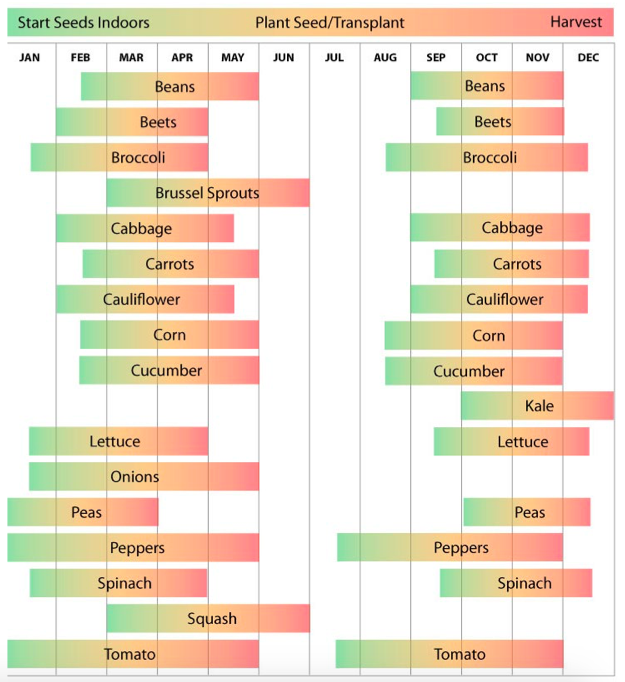 Start Seeds Indoors Plant Seed/Transplant Harvest
JAN FEB MAR APR MAY JUN JUL AUG SEP OCT NOV DEC
Beans Beans
Beets Beets
Broccoli Broccoli
Brussel Sprouts
Cabbage Cabbage
Carrots Carrots
Cauliflower Cauliflower
Corn Corn
Cucumber Cucumber
Kale
Lettuce Lettuce
Onions
Peas Peas
Peppers Peppers
Spinach Spinach
Squash
Tomato Tomato